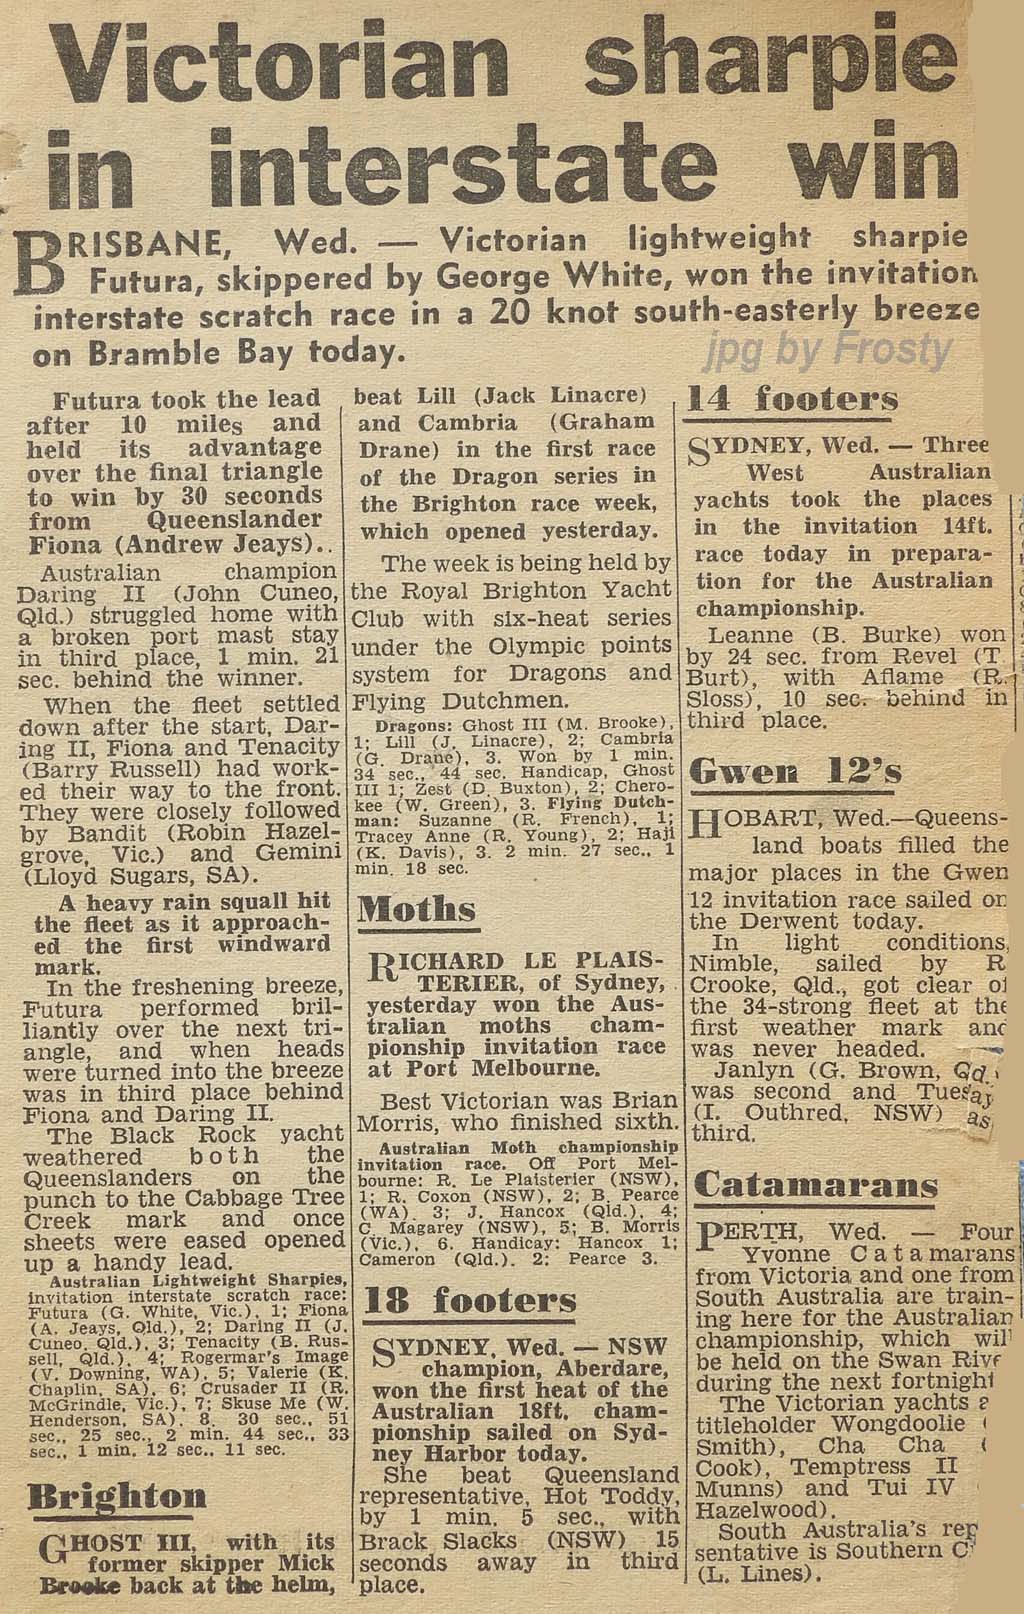 Victorian sharpie
in interstate win
BRISBANE, Wed. — Victorian lightweight sharpie
Futura, skippered by George White, won the invitation
interstate scratch race in a 20 knot south-easterly breeze
on Bramble Bay today.
jpg by Frosty
Futura took the lead
after 10 miles and
held its advantage
over the final triangle
to win by 30 seconds
from Queenslander
Fiona (Andrew Jeays)..
Australian champion
Daring II (John Cuneo,
Qld.) struggled home with
a broken port mast stay
in third place, 1 min. 21
sec. behind the winner.
When the fleet settled
down after the start, Dar-
ing II, Fiona and Tenacity
(Barry Russell) had work-
ed their way to the front.
They were closely followed
by Bandit (Robin Hazel-
grove, Vic.) and Gemini
(Lloyd Sugars, SA).
A heavy rain squall hit
the fleet as it approach-
ed the first windward
mark.
In the freshening breeze,
Futura performed bril-
liantly over the next tri-
angle, and when heads
were turned into the breeze
was in third place behind
Fiona and Daring II.
The Black Rock yacht
weathered both the
Queenslanders on the
punch to the Cabbage Tree
Creek mark and once
sheets were eased opened
up a handy lead.
Australian Lightweight Sharpies,
invitation interstate scratch race:
Futura (G. White, Vic.), 1; Fiona
(A. Jeays, Qld.), 2; Daring II (J.
Cuneo, Qld.), 3; Tenacity (B. Rus-
sell, Qld.), 4; Rogermar's Image
(V. Downing, WA), 5; Valerie (K.
Chaplin, SA), 6; Crusader II (R.
McGrindle, Vic.), 7; Skuse Me (W.
Henderson, SA), 8. 30 sec., 51
sec., 25 sec., 2 min. 44 sec., 33
sec., 1 min. 12 sec., 11 sec.
Brighton
GHOST III, with its
former skipper Mick
Brooke back at the helm,
beat Lill (Jack Linacre)
and Cambria (Graham
Drane) in the first race
of the Dragon series in
the Brighton race week,
which opened yesterday.
The week is being held by
the Royal Brighton Yacht
Club with six-heat series
under the Olympic points
system for Dragons and
Flying Dutchmen.
Dragons: Ghost III (M. Brooke),
1; Lill (J. Linacre), 2; Cambria
(G. Drane), 3. Won by 1 min.
34 sec., 44 sec. Handicap, Ghost
III 1; Zest (D. Buxton), 2; Chero-
kee (W. Green), 3. Flying Dutch-
man: Suzanne (R. French), 1;
Tracey Anne (R. Young), 2; Haji
(K. Davis), 3. 2 min. 27 sec., 1
min. 18 sec.
Moths
RICHARD LE PLAIS-
TERIER, of Sydney,
yesterday won the Aus-
tralian moths cham-
pionship invitation race
at Port Melbourne.
Best Victorian was Brian
Morris, who finished sixth.
Australian Moth championship
invitation race. Off Port Mel-
bourne: R. Le Plaisterier (NSW),
1; R. Coxon (NSW), 2; B. Pearce
(WA), 3; J. Hancox (Qld.), 4;
C. Magarey (NSW), 5; B. Morris
(Vic.), 6. Handicay: Hancox 1;
Cameron (Qld.), 2; Pearce 3.
18 footers
SYDNEY, Wed. — NSW
champion, Aberdare,
won the first heat of the
Australian 18ft. cham-
pionship sailed on Syd-
ney Harbor today.
She beat Queensland
representative, Hot Toddy,
by 1 min. 5 sec., with
Brack Slacks (NSW) 15
seconds away in third
place.
14 footers
SYDNEY, Wed. — Three
West Australian
yachts took the places
in the invitation 14ft.
race today in prepara-
tion for the Australian
championship.
Leanne (B. Burke) won
by 24 sec. from Revel (T.
Burt), with Aflame (R.
Sloss), 10 sec. behind in
third place.
Gwen 12's
HOBART, Wed.—Queens-
land boats filled the
major places in the Gwen
12 invitation race sailed on
the Derwent today.
In light conditions,
Nimble, sailed by R
Crooke, Qld., got clear of
the 34-strong fleet at the
first weather mark and
was never headed.
Janlyn (G. Brown, Qd.
was second and Tuesay
(I. Outhred, NSW) as
third.
Catamarans
PERTH, Wed. — Four
Yvonne Catamarans
from Victoria and one from
South Australia are train-
ing here for the Australian
championship, which will
be held on the Swan Rive
during the next fortnight
The Victorian yachts
titleholder Wongdoolie (
Smith), Cha Cha (
Cook), Temptress II
Munns) and Tui IV
Hazelwood).
South Australia's rep
sentative is Southern C
(L. Lines).